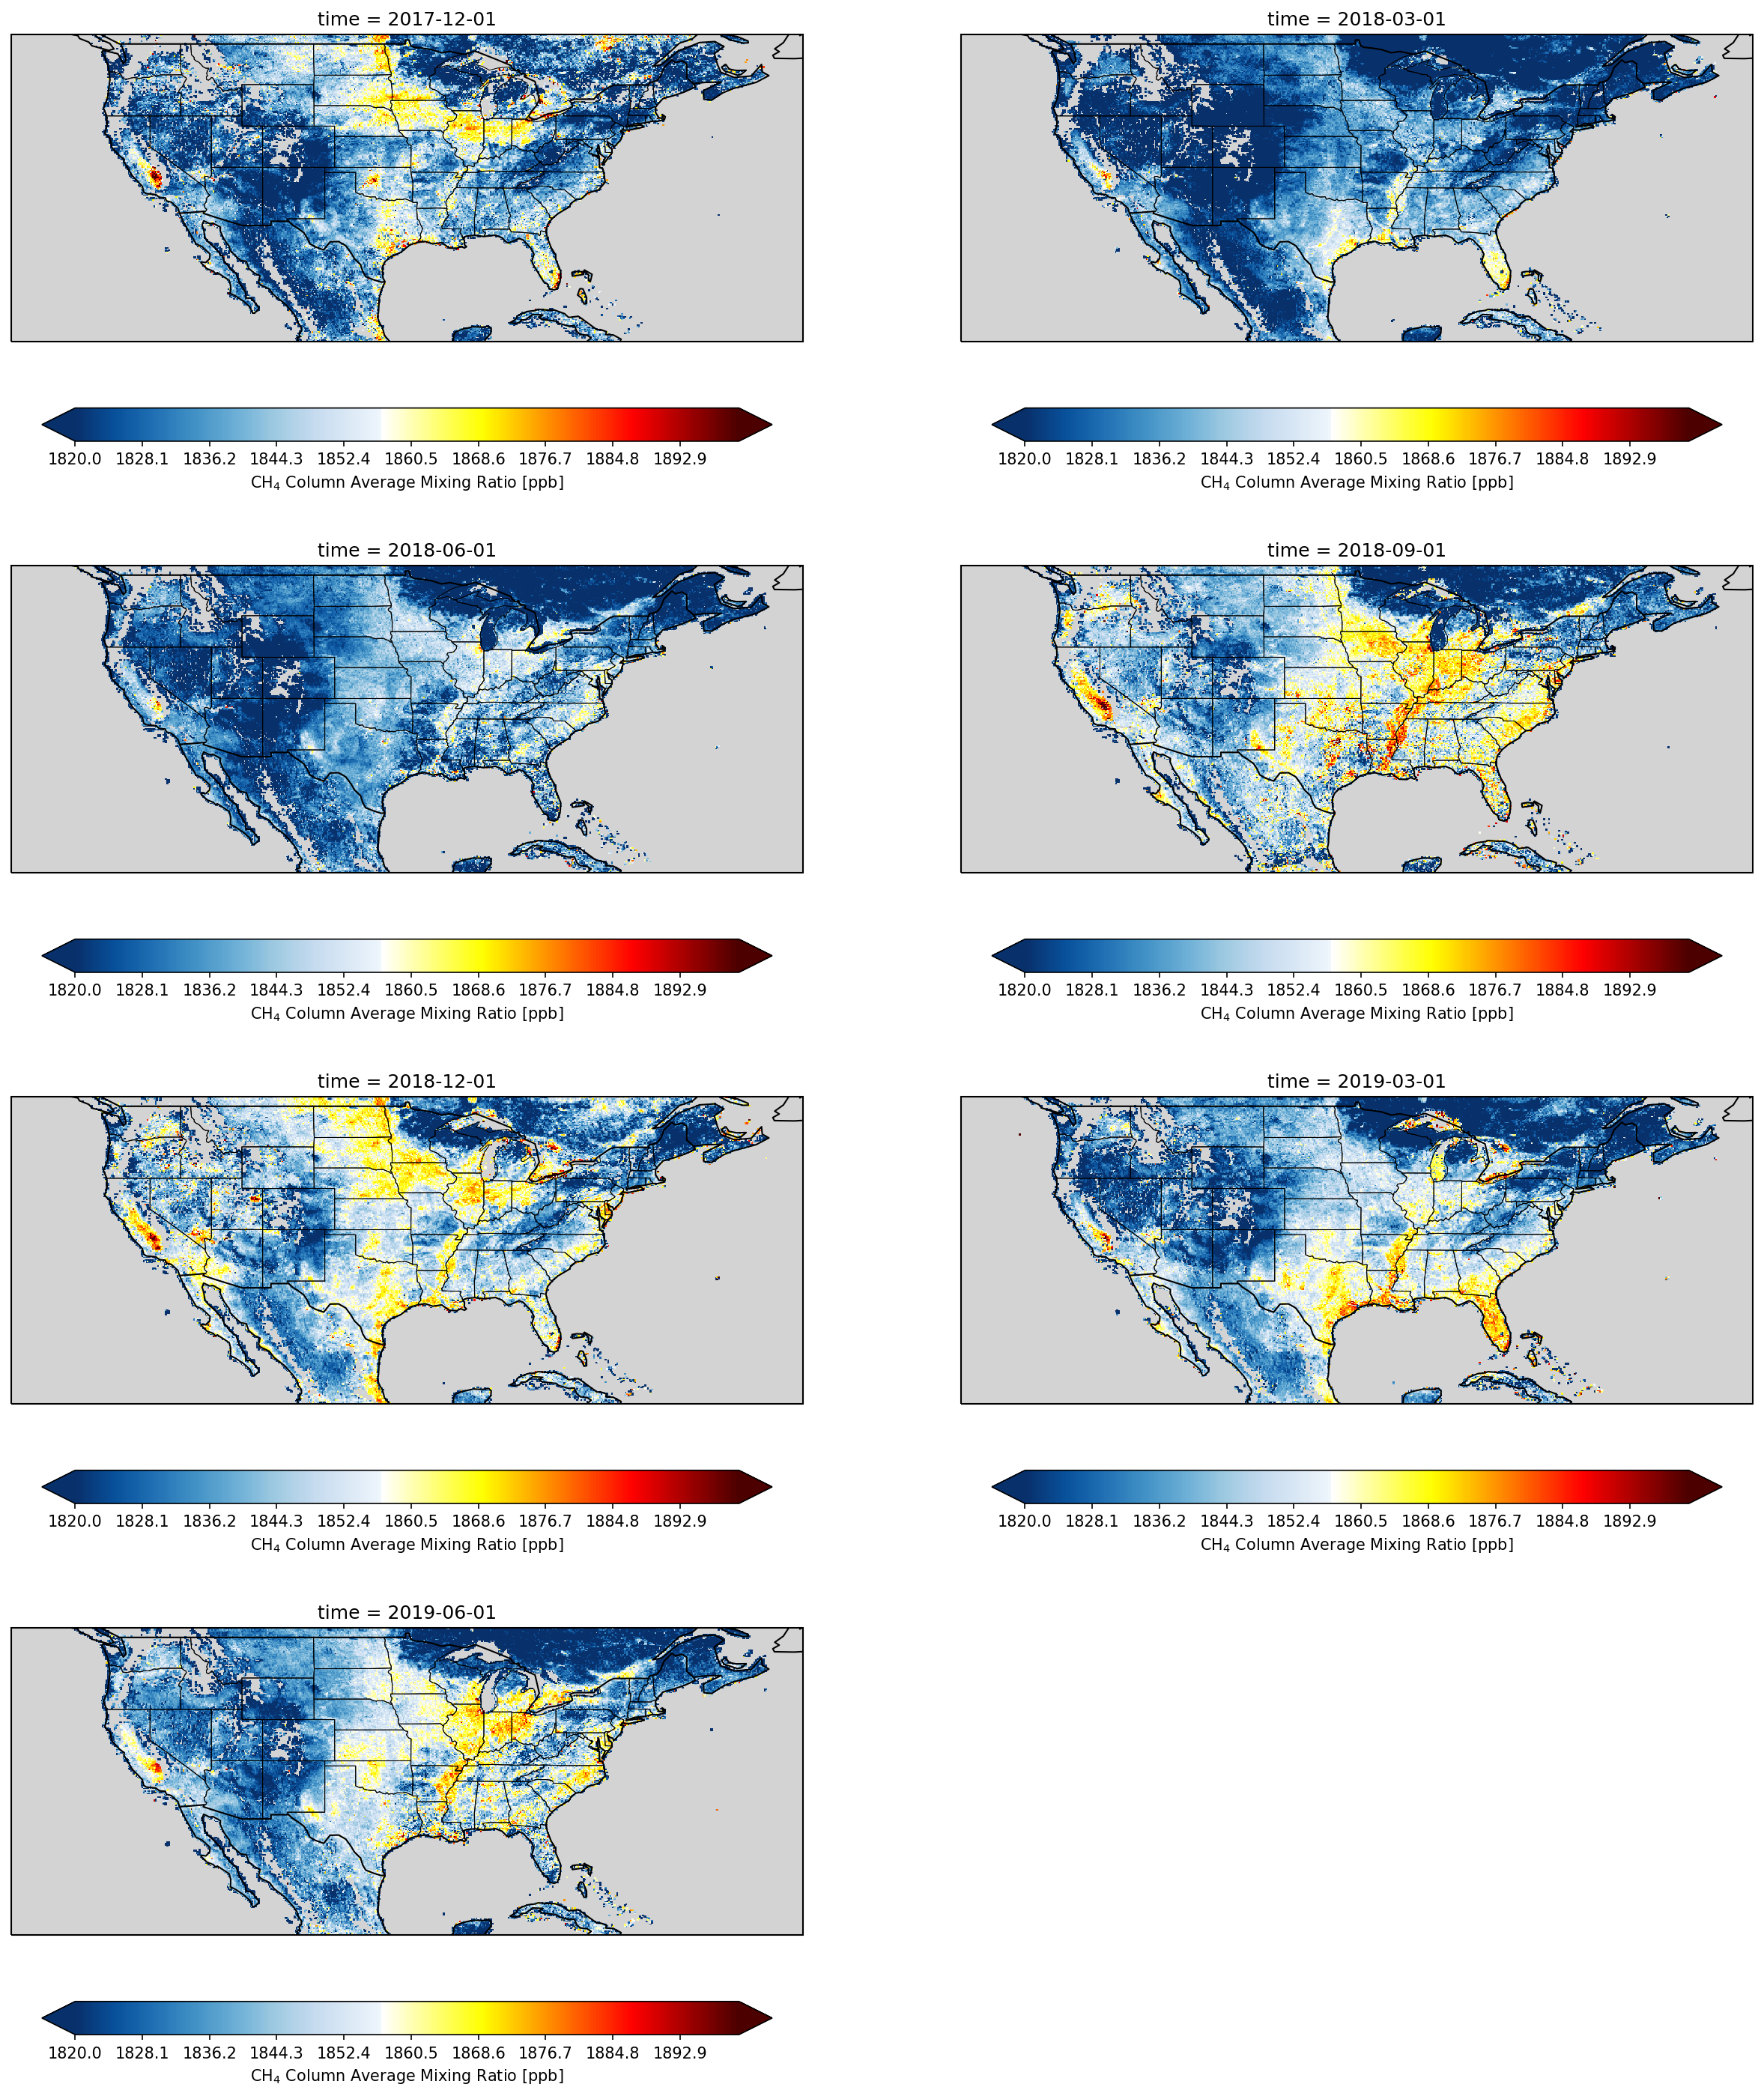 time = 2017-12-01
1820.0 1828.1 1836.2 1844.3 1852.4 1860.5 1868.6 1876.7 1884.8 1892.9
CH₄ Column Average Mixing Ratio [ppb]
time = 2018-03-01
1820.0 1828.1 1836.2 1844.3 1852.4 1860.5 1868.6 1876.7 1884.8 1892.9
CH₄ Column Average Mixing Ratio [ppb]
time = 2018-06-01
1820.0 1828.1 1836.2 1844.3 1852.4 1860.5 1868.6 1876.7 1884.8 1892.9
CH₄ Column Average Mixing Ratio [ppb]
time = 2018-09-01
1820.0 1828.1 1836.2 1844.3 1852.4 1860.5 1868.6 1876.7 1884.8 1892.9
CH₄ Column Average Mixing Ratio [ppb]
time = 2018-12-01
1820.0 1828.1 1836.2 1844.3 1852.4 1860.5 1868.6 1876.7 1884.8 1892.9
CH₄ Column Average Mixing Ratio [ppb]
time = 2019-03-01
1820.0 1828.1 1836.2 1844.3 1852.4 1860.5 1868.6 1876.7 1884.8 1892.9
CH₄ Column Average Mixing Ratio [ppb]
time = 2019-06-01
1820.0 1828.1 1836.2 1844.3 1852.4 1860.5 1868.6 1876.7 1884.8 1892.9
CH₄ Column Average Mixing Ratio [ppb]